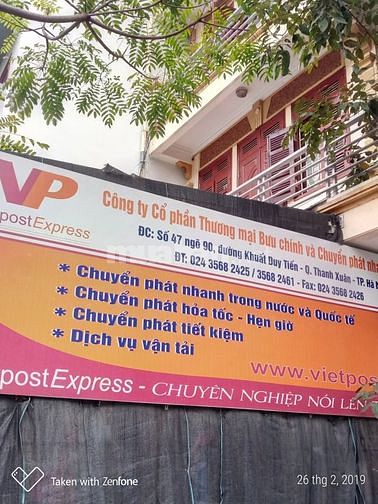 VP
postExpress
Công ty Cổ phần Thương mại Bưu chính và Chuyển phát nha
ĐC: Số 47 ngõ 90, đường Khuất Duy Tiến - Q. Thanh Xuân - TP. Hà N
ĐT: 024 3568 2425 / 3568 2461 - Fax: 024 3568 2426
* Chuyển phát nhanh trong nước và Quốc tế
* Chuyển phát hỏa tốc - Hẹn giờ
* Chuyển phát tiết kiệm
* Dịch vụ vận tải
www.vietpos
postExpress - CHUYÊN NGHIỆP NÓI LÊN
Taken with Zenfone
26 thg 2, 2019